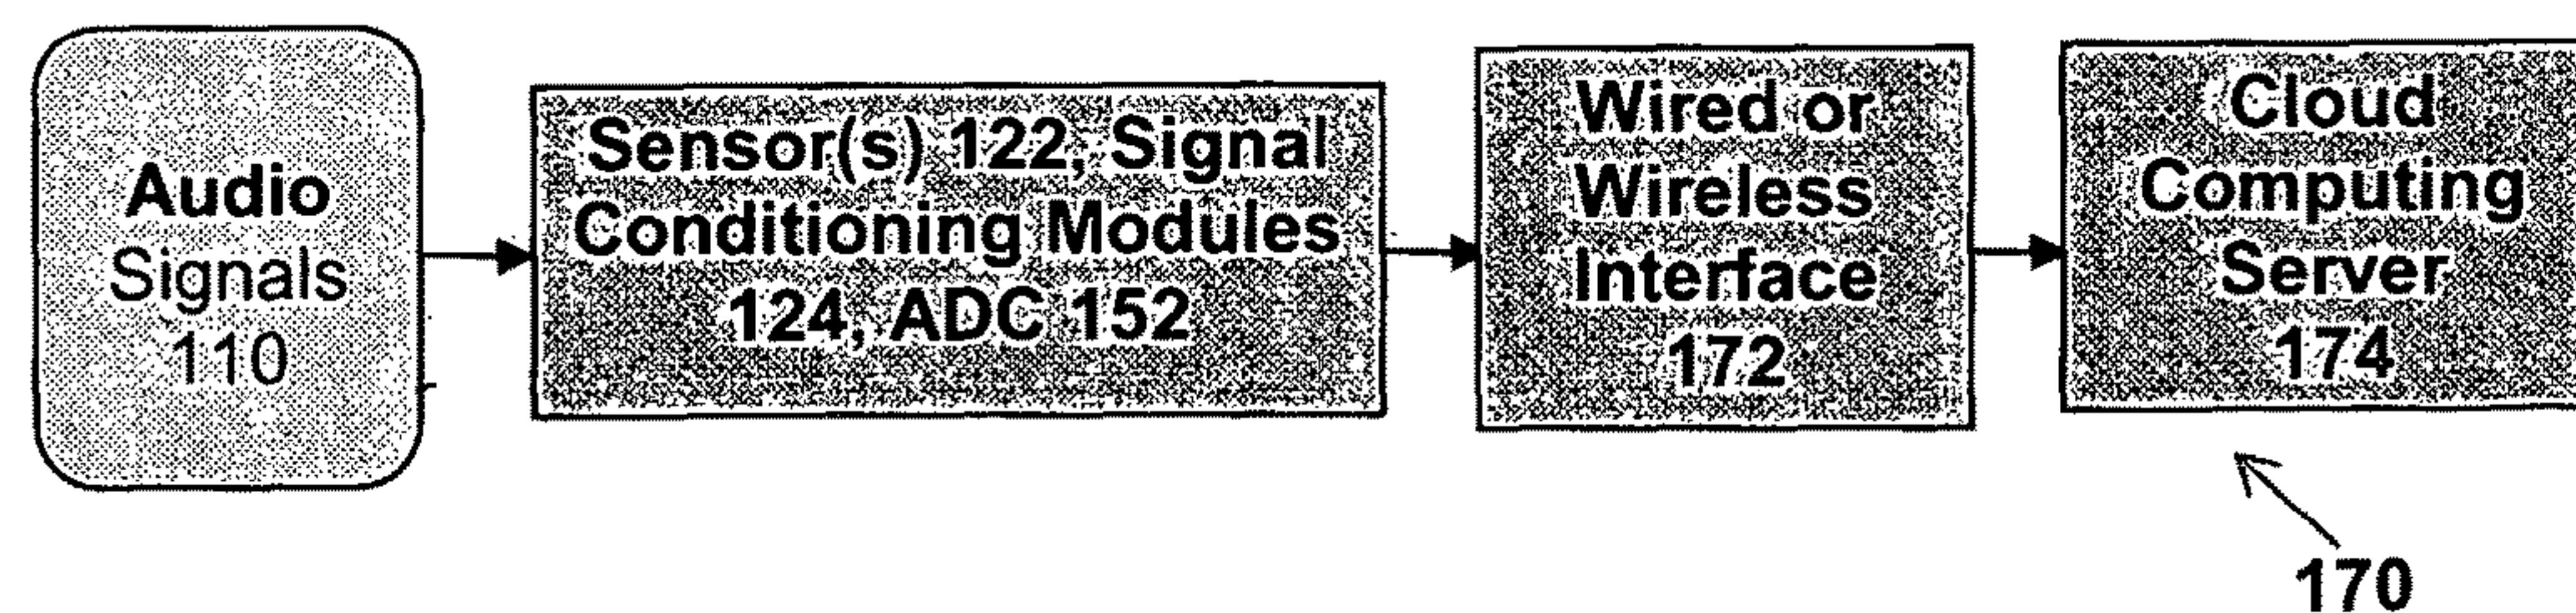 Audio
Signals
110
Sensor(s) 122, Signal
Conditioning Modules
124, ADC 152
Wired or
Wireless
Interface
172
Cloud
Computing
Server
174
170